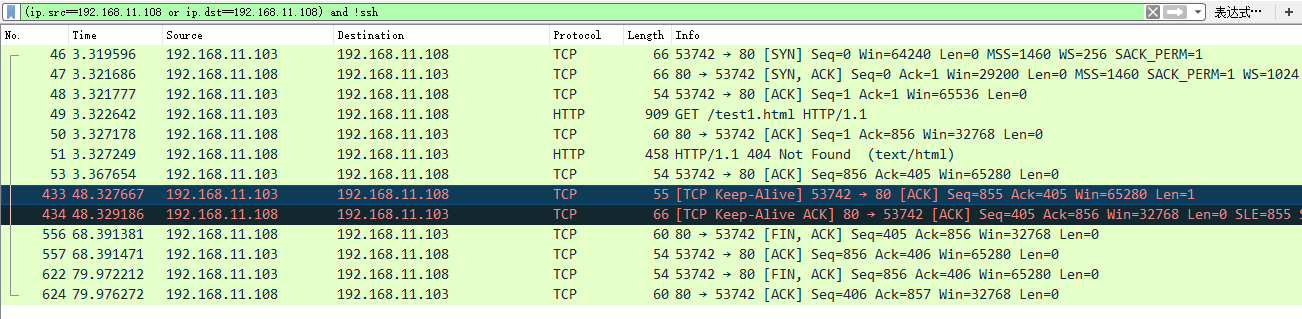 (ip.src==192.168.11.108 or ip.dst==192.168.11.108) and !ssh 表达式… +
No. Time Source Destination Protocol Length Info
46 3.319596 192.168.11.103 192.168.11.108 TCP 66 53742 → 80 [SYN] Seq=0 Win=64240 Len=0 MSS=1460 WS=256 SACK_PERM=1
47 3.321686 192.168.11.108 192.168.11.103 TCP 66 80 → 53742 [SYN, ACK] Seq=0 Ack=1 Win=29200 Len=0 MSS=1460 SACK_PERM=1 WS=1024
48 3.321777 192.168.11.103 192.168.11.108 TCP 54 53742 → 80 [ACK] Seq=1 Ack=1 Win=65536 Len=0
49 3.322642 192.168.11.103 192.168.11.108 HTTP 909 GET /test1.html HTTP/1.1
50 3.327178 192.168.11.108 192.168.11.103 TCP 60 80 → 53742 [ACK] Seq=1 Ack=856 Win=32768 Len=0
51 3.327249 192.168.11.108 192.168.11.103 HTTP 458 HTTP/1.1 404 Not Found (text/html)
53 3.367654 192.168.11.103 192.168.11.108 TCP 54 53742 → 80 [ACK] Seq=856 Ack=405 Win=65280 Len=0
433 48.327667 192.168.11.103 192.168.11.108 TCP 55 [TCP Keep-Alive] 53742 → 80 [ACK] Seq=855 Ack=405 Win=65280 Len=1
434 48.329186 192.168.11.108 192.168.11.103 TCP 66 [TCP Keep-Alive ACK] 80 → 53742 [ACK] Seq=405 Ack=856 Win=32768 Len=0 SLE=855 S
556 68.391381 192.168.11.108 192.168.11.103 TCP 60 80 → 53742 [FIN, ACK] Seq=405 Ack=856 Win=32768 Len=0
557 68.391471 192.168.11.103 192.168.11.108 TCP 54 53742 → 80 [ACK] Seq=856 Ack=406 Win=65280 Len=0
622 79.972212 192.168.11.103 192.168.11.108 TCP 54 53742 → 80 [FIN, ACK] Seq=856 Ack=406 Win=65280 Len=0
624 79.976272 192.168.11.108 192.168.11.103 TCP 60 80 → 53742 [ACK] Seq=406 Ack=857 Win=32768 Len=0